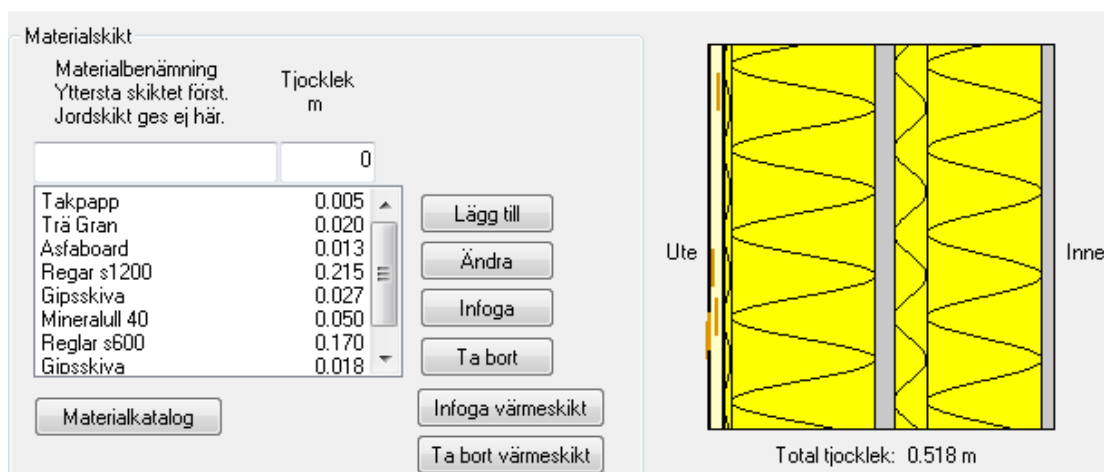 Materialskikt
Materialbenämning
Yttersta skiktet först.
Jordskikt ges ej här.
Tjocklek
m
0
Takpapp 0.005
Trä Gran 0.020
Asfaboard 0.013
Regar s1200 0.215
Gipsskiva 0.027
Mineralull 40 0.050
Reglar s600 0.170
Gipsskiva 0.018
Lägg till
Ändra
Infoga
Ta bort
Materialkatalog
Infoga värmeskikt
Ta bort värmeskikt
Ute
Inne
Total tjocklek: 0.518 m